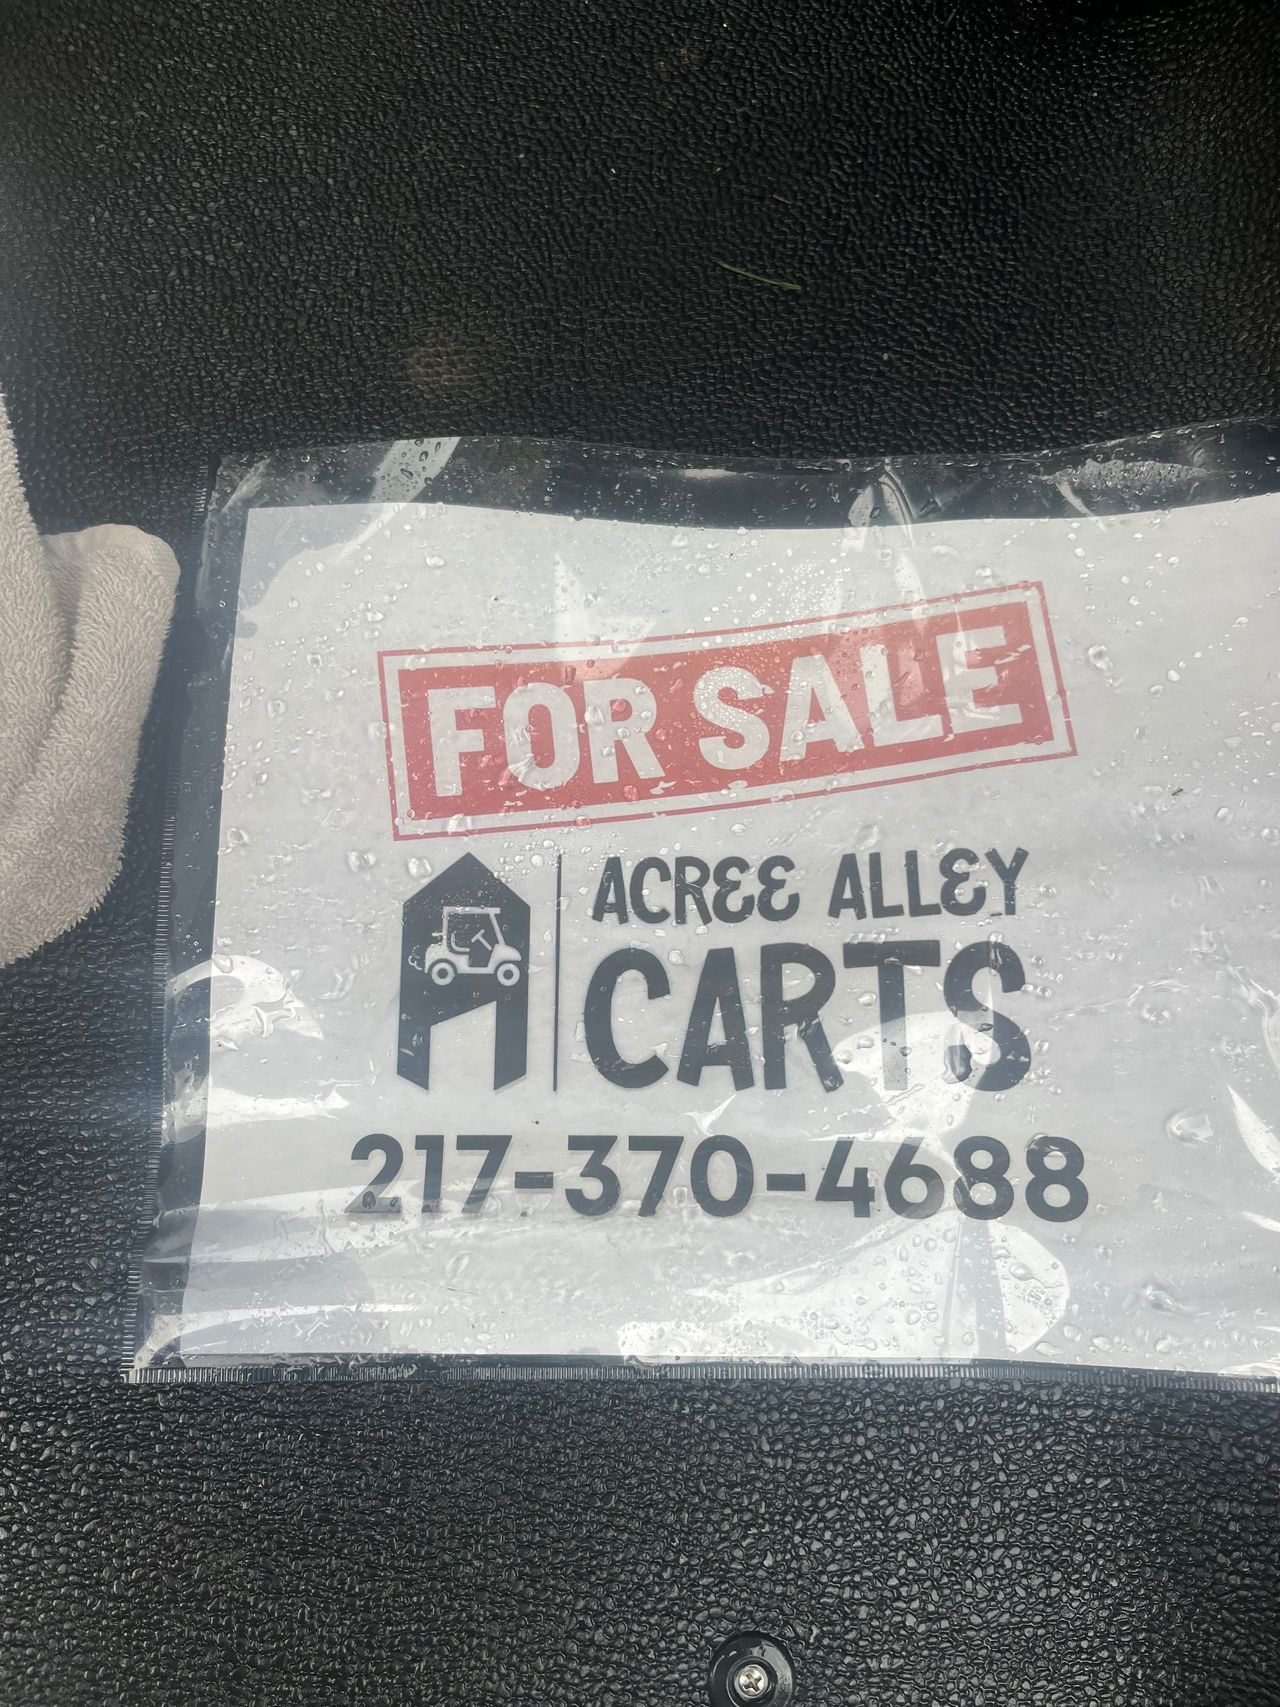 FOR SALE
ACREE ALLEY
CARTS
217-370-4688